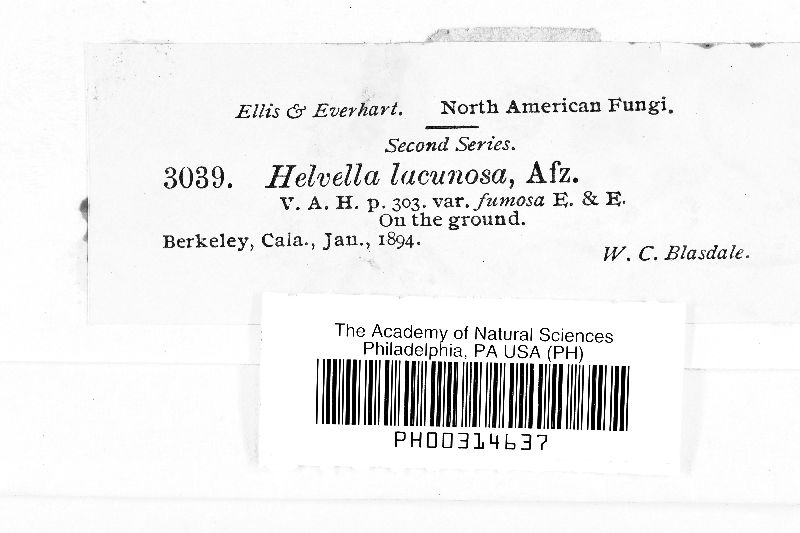 Ellis & Everhart. North American Fungi.
Second Series.
3039. Helvella lacunosa, Afz.
V. A. H. p. 303. var. fumosa E. & E.
On the ground.
Berkeley, Cala., Jan., 1894.
W. C. Blasdale.
The Academy of Natural Sciences
Philadelphia, PA USA (PH)
PH00314637